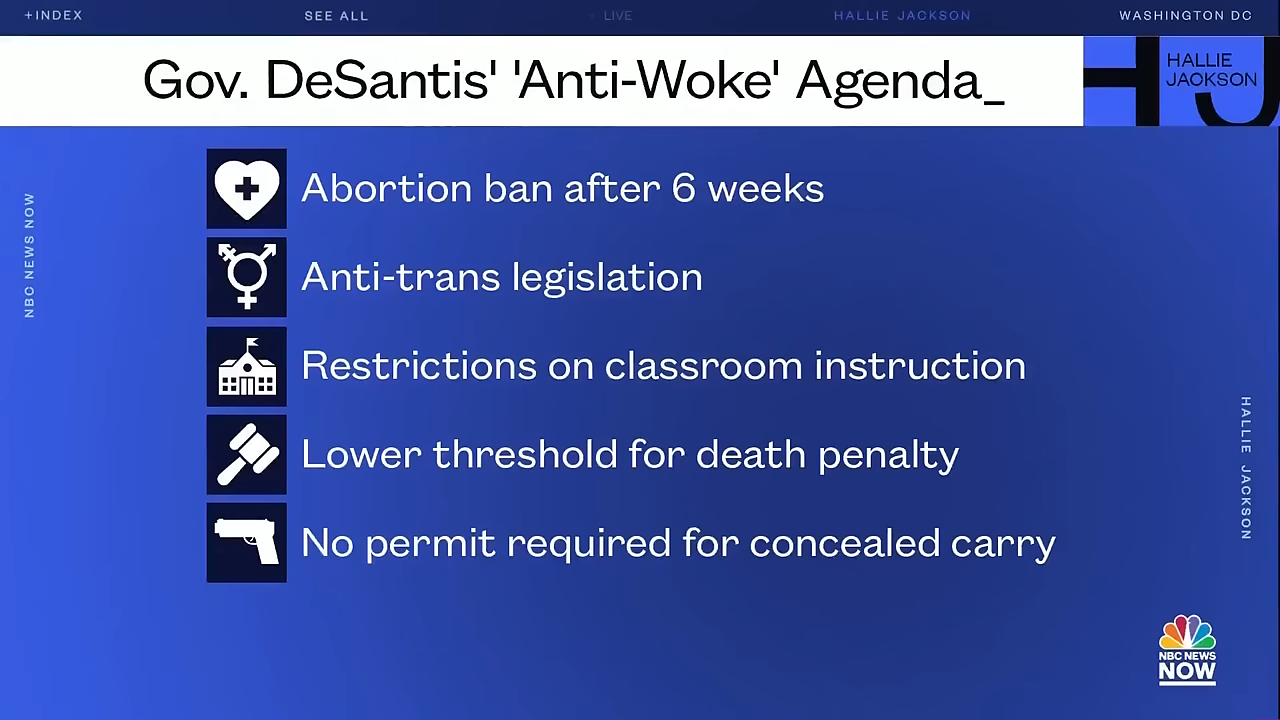 +INDEX
SEE ALL
LIVE
HALLIE JACKSON
WASHINGTON DC
Gov. DeSantis' 'Anti-Woke' Agenda_
HJ
HALLIE
JACKSON
Abortion ban after 6 weeks
Anti-trans legislation
Restrictions on classroom instruction
Lower threshold for death penalty
No permit required for concealed carry
NBC NEWS NOW
HALLIE JACKSON
NBC NEWS
NOW